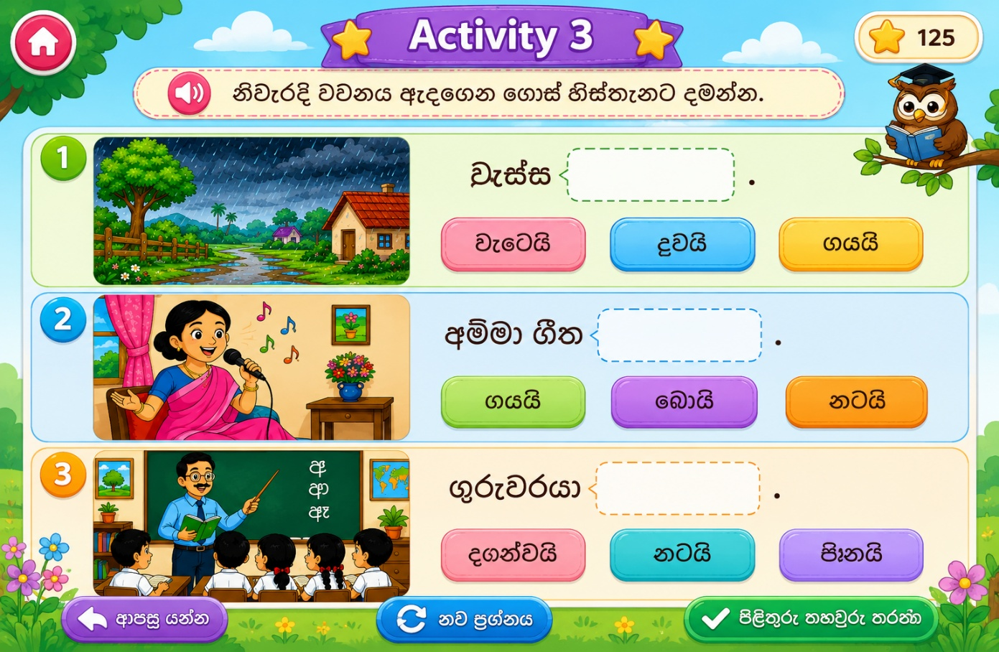 Activity 3
125
නිවැරදි වචනය ඇදගෙන ගොස් හිස්තැනට දමන්න.
1
වැස්ස .
වැටෙයි දුවයි ගයයි
2
අම්මා ගීත .
ගයයි බොයි නටයි
3
අ
ආ
ඈ
ගුරුවරයා .
දගන්වයි නටයි පිෑනයි
ආපසු යන්න
නව ප්‍රශ්නය
පිළිතුරු තහවුරු